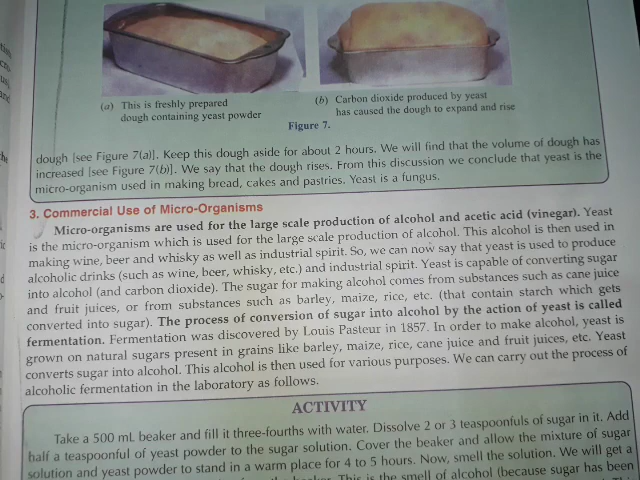 (a) This is freshly prepared
dough containing yeast powder
(b) Carbon dioxide produced by yeast
has caused the dough to expand and rise
Figure 7.
dough [see Figure 7(a)]. Keep this dough aside for about 2 hours. We will find that the volume of dough has
increased [see Figure 7(b)]. We say that the dough rises. From this discussion we conclude that yeast is the
micro-organism used in making bread, cakes and pastries. Yeast is a fungus.
3. Commercial Use of Micro-Organisms
Micro-organisms are used for the large scale production of alcohol and acetic acid (vinegar). Yeast
is the micro-organism which is used for the large scale production of alcohol. This alcohol is then used in
making wine, beer and whisky as well as industrial spirit. So, we can now say that yeast is used to produce
alcoholic drinks (such as wine, beer, whisky, etc.) and industrial spirit. Yeast is capable of converting sugar
into alcohol (and carbon dioxide). The sugar for making alcohol comes from substances such as cane juice
and fruit juices, or from substances such as barley, maize, rice, etc. (that contain starch which gets
converted into sugar). The process of conversion of sugar into alcohol by the action of yeast is called
fermentation. Fermentation was discovered by Louis Pasteur in 1857. In order to make alcohol, yeast is
grown on natural sugars present in grains like barley, maize, rice, cane juice and fruit juices, etc. Yeast
converts sugar into alcohol. This alcohol is then used for various purposes. We can carry out the process of
alcoholic fermentation in the laboratory as follows.
ACTIVITY
Take a 500 mL beaker and fill it three-fourths with water. Dissolve 2 or 3 teaspoonfuls of sugar in it. Add
half a teaspoonful of yeast powder to the sugar solution. Cover the beaker and allow the mixture of sugar
solution and yeast powder to stand in a warm place for 4 to 5 hours. Now, smell the solution. We will get a
This is the smell of alcohol (because sugar has been